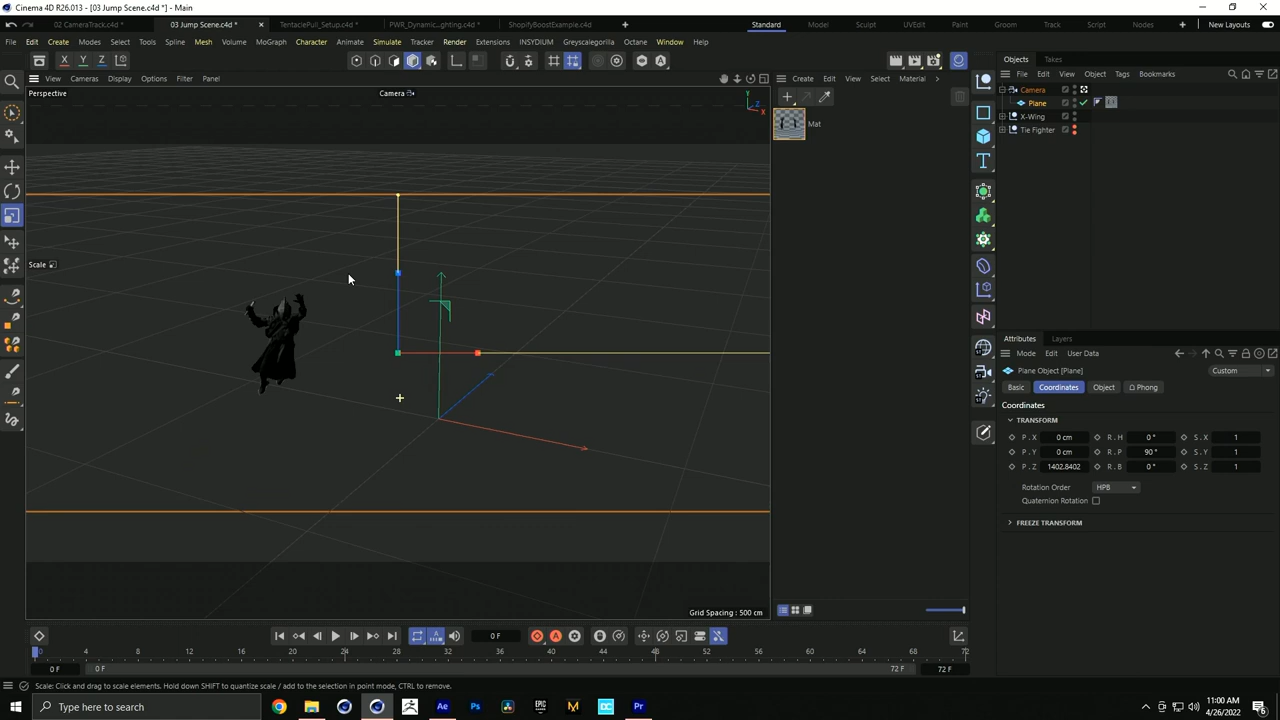 Cinema 4D R26.013 - [03 Jump Scene.c4d *] - Main
02 CameraTrack.c4d * 03 Jump Scene.c4d * TentaclePull_Setup.c4d * PWR_Dynamic...ghting.c4d * ShopifyBoostExample.c4d
Standard Model Sculpt UVEdit Paint Groom Track Script Nodes New Layouts
File Edit Create Modes Select Tools Spline Mesh Volume MoGraph Character Animate Simulate Tracker Render Extensions INSYDIUM Greyscalegorilla Octane Window Help
X Y Z
Objects Takes
View Cameras Display Options Filter Panel
Create Edit View Select Material
File Edit View Object Tags Bookmarks
Perspective
Camera
Y Z X
Mat
Camera
Plane
X-Wing
Tie Fighter
Scale
Attributes Layers
Mode Edit User Data
Plane Object [Plane]
Custom
Basic Coordinates Object Phong
Coordinates
TRANSFORM
P . X 0 cm R . H 0 ° S . X 1
P . Y 0 cm R . P 90 ° S . Y 1
P . Z 1402.8402 R . B 0 ° S . Z 1
Rotation Order HPB
Quaternion Rotation
FREEZE TRANSFORM
Grid Spacing : 500 cm
0 F
0 4 8 12 16 20 24 28 32 36 40 44 48 52 56 60 64 68 72
0 F 0 F 72 F 72 F
Scale: Click and drag to scale elements. Hold down SHIFT to quantize scale / add to the selection in point mode, CTRL to remove.
Type here to search
11:00 AM
4/26/2022